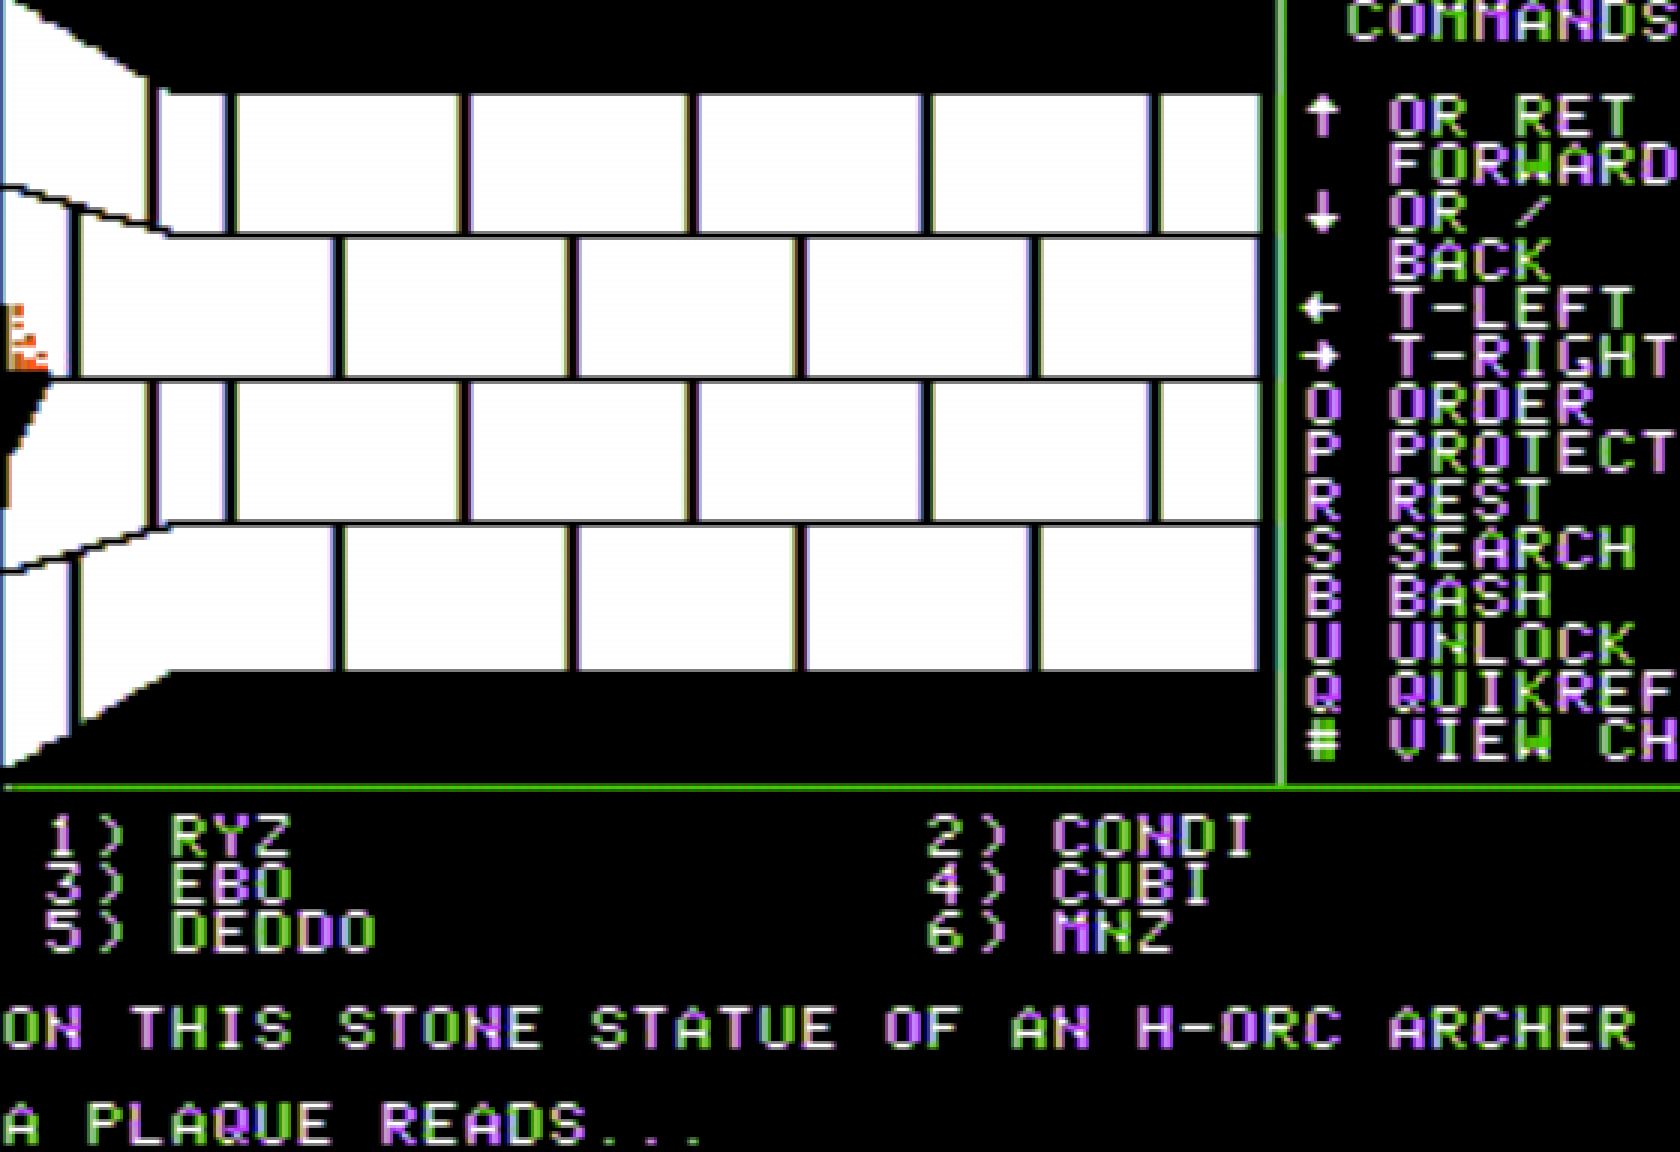 COMMANDS
↑ OR RET
FORWARD
↓ OR /
BACK
← T-LEFT
→ T-RIGHT
O ORDER
P PROTECT
R REST
S SEARCH
B BASH
U UNLOCK
Q QUIKREF
# VIEW CH
1) RYZ 2) CONDI
3) EBO 4) CUBI
5) DEDDO 6) MNZ
ON THIS STONE STATUE OF AN H-ORC ARCHER
A PLAQUE READS...